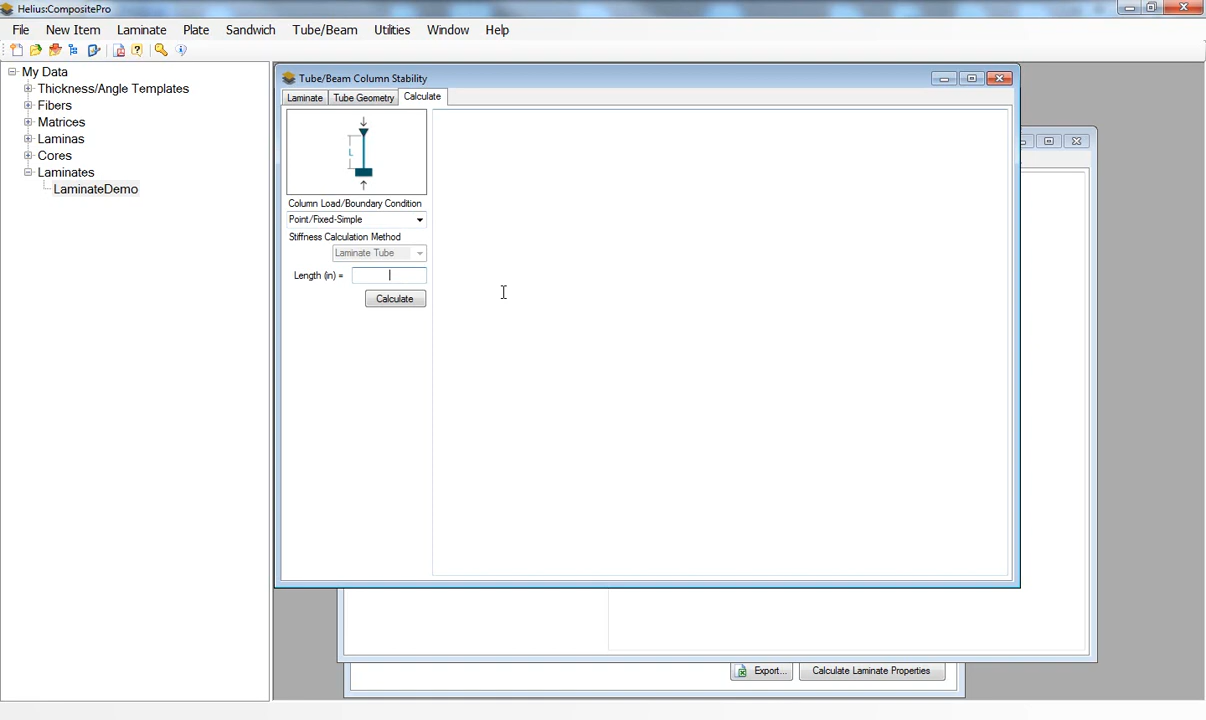 Helius:CompositePro
File New Item Laminate Plate Sandwich Tube/Beam Utilities Window Help
My Data
Thickness/Angle Templates
Fibers
Matrices
Laminas
Cores
Laminates
LaminateDemo
Tube/Beam Column Stability
Laminate Tube Geometry Calculate
L
Column Load/Boundary Condition
Point/Fixed-Simple
Stiffness Calculation Method
Laminate Tube
Length (in) =
Calculate
Export... Calculate Laminate Properties